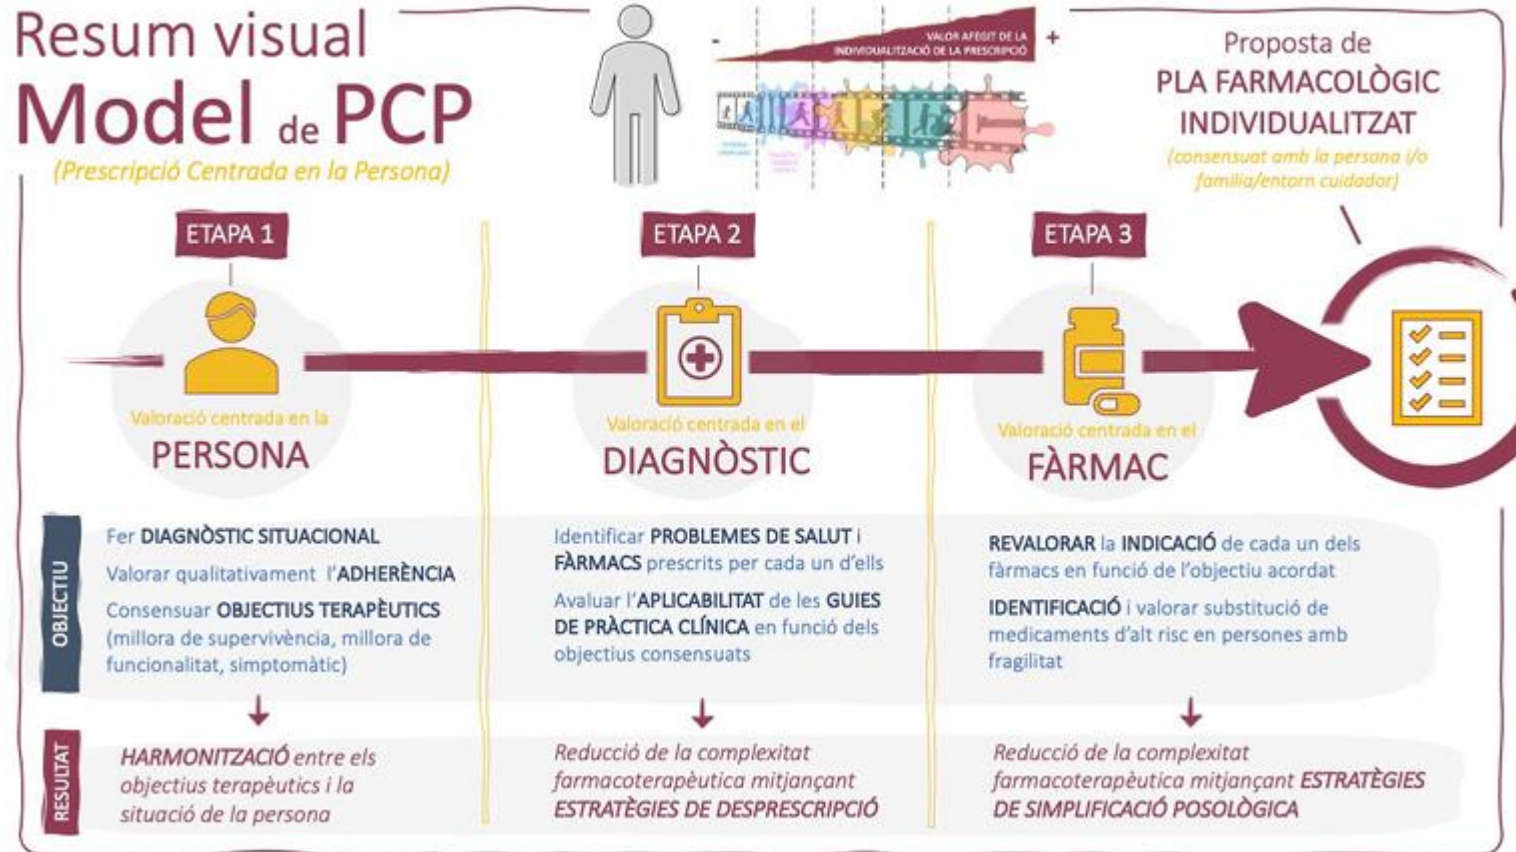 Resum visual
Model de PCP
(Prescripció Centrada en la Persona)
-
VALOR AFEGIT DE LA
INDIVIDUALITZACIÓ DE LA PRESCRIPCIÓ
+
Proposta de
PLA FARMACOLÒGIC
INDIVIDUALITZAT
(consensuat amb la persona i/o
família/entorn cuidador)
ETAPA 1
Valoració centrada en la
PERSONA
ETAPA 2
Valoració centrada en el
DIAGNÒSTIC
ETAPA 3
Valoració centrada en el
FÀRMAC
OBJECTIU
Fer DIAGNÒSTIC SITUACIONAL
Valorar qualitativament l'ADHERÈNCIA
Consensuar OBJECTIUS TERAPÈUTICS
(millora de supervivència, millora de
funcionalitat, simptomàtic)
Identificar PROBLEMES DE SALUT i
FÀRMACS prescrits per cada un d'ells
Avaluar l'APLICABILITAT de les GUIES
DE PRÀCTICA CLÍNICA en funció dels
objectius consensuats
REVALORAR la INDICACIÓ de cada un dels
fàrmacs en funció de l'objectiu acordat
IDENTIFICACIÓ i valorar substitució de
medicaments d'alt risc en persones amb
fragilitat
RESULTAT
HARMONITZACIÓ entre els
objectius terapèutics i la
situació de la persona
Reducció de la complexitat
farmacoterapèutica mitjançant
ESTRATÈGIES DE DESPRESCRIPCIÓ
Reducció de la complexitat
farmacoterapèutica mitjançant ESTRATÈGIES
DE SIMPLIFICACIÓ POSOLÒGICA